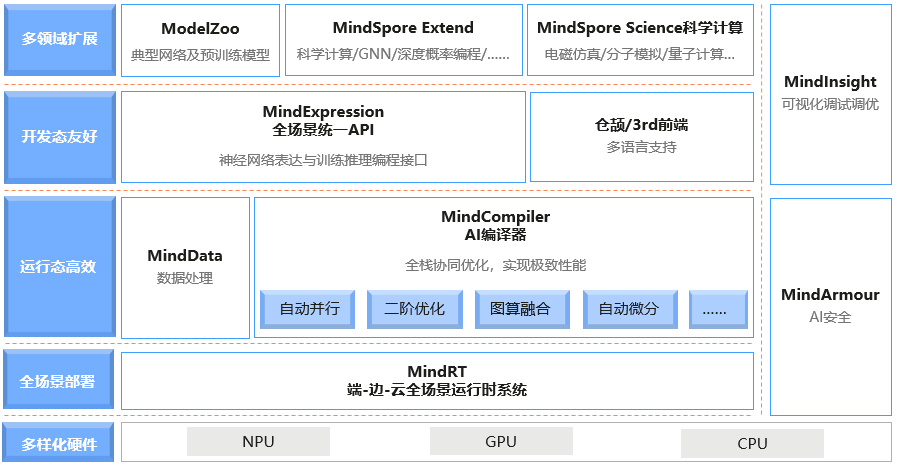 多领域扩展
ModelZoo
典型网络及预训练模型
MindSpore Extend
科学计算/GNN/深度概率编程/......
MindSpore Science科学计算
电磁仿真/分子模拟/量子计算...
MindInsight
可视化调试调优
开发态友好
MindExpression
全场景统一API
神经网络表达与训练推理编程接口
仓颉/3rd前端
多语言支持
运行态高效
MindData
数据处理
MindCompiler
AI编译器
全栈协同优化，实现极致性能
自动并行
二阶优化
图算融合
自动微分
......
MindArmour
AI安全
全场景部署
MindRT
端-边-云全场景运行时系统
多样化硬件
NPU
GPU
CPU